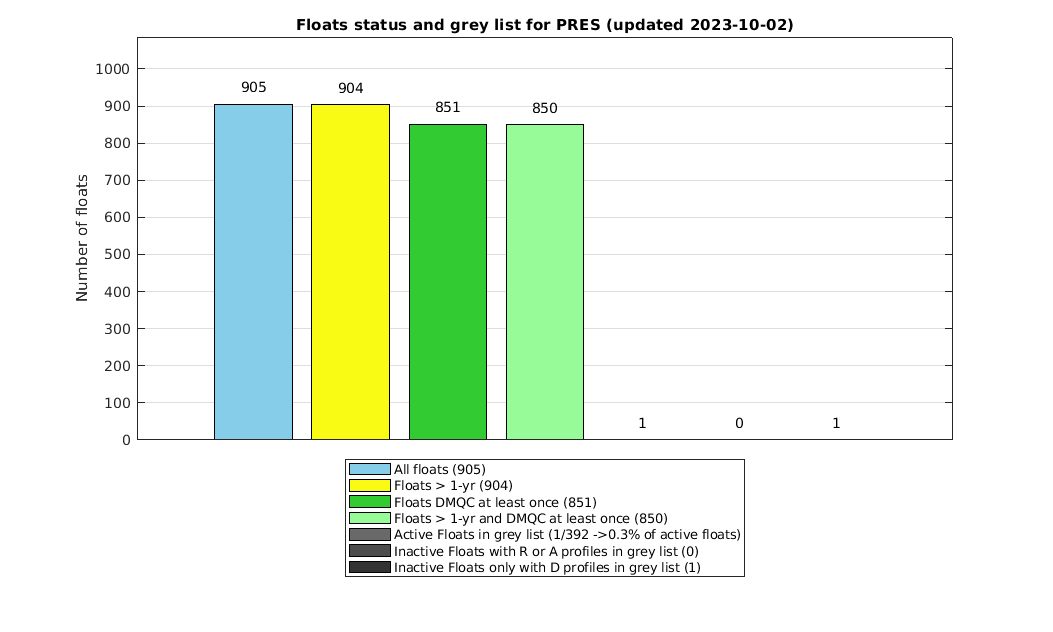 Floats status and grey list for PRES (updated 2023-10-02)
Number of floats
1000
900
800
700
600
500
400
300
200
100
0
905
904
851
850
1
0
1
All floats (905)
Floats > 1-yr (904)
Floats DMQC at least once (851)
Floats > 1-yr and DMQC at least once (850)
Active Floats in grey list (1/392 ->0.3% of active floats)
Inactive Floats with R or A profiles in grey list (0)
Inactive Floats only with D profiles in grey list (1)